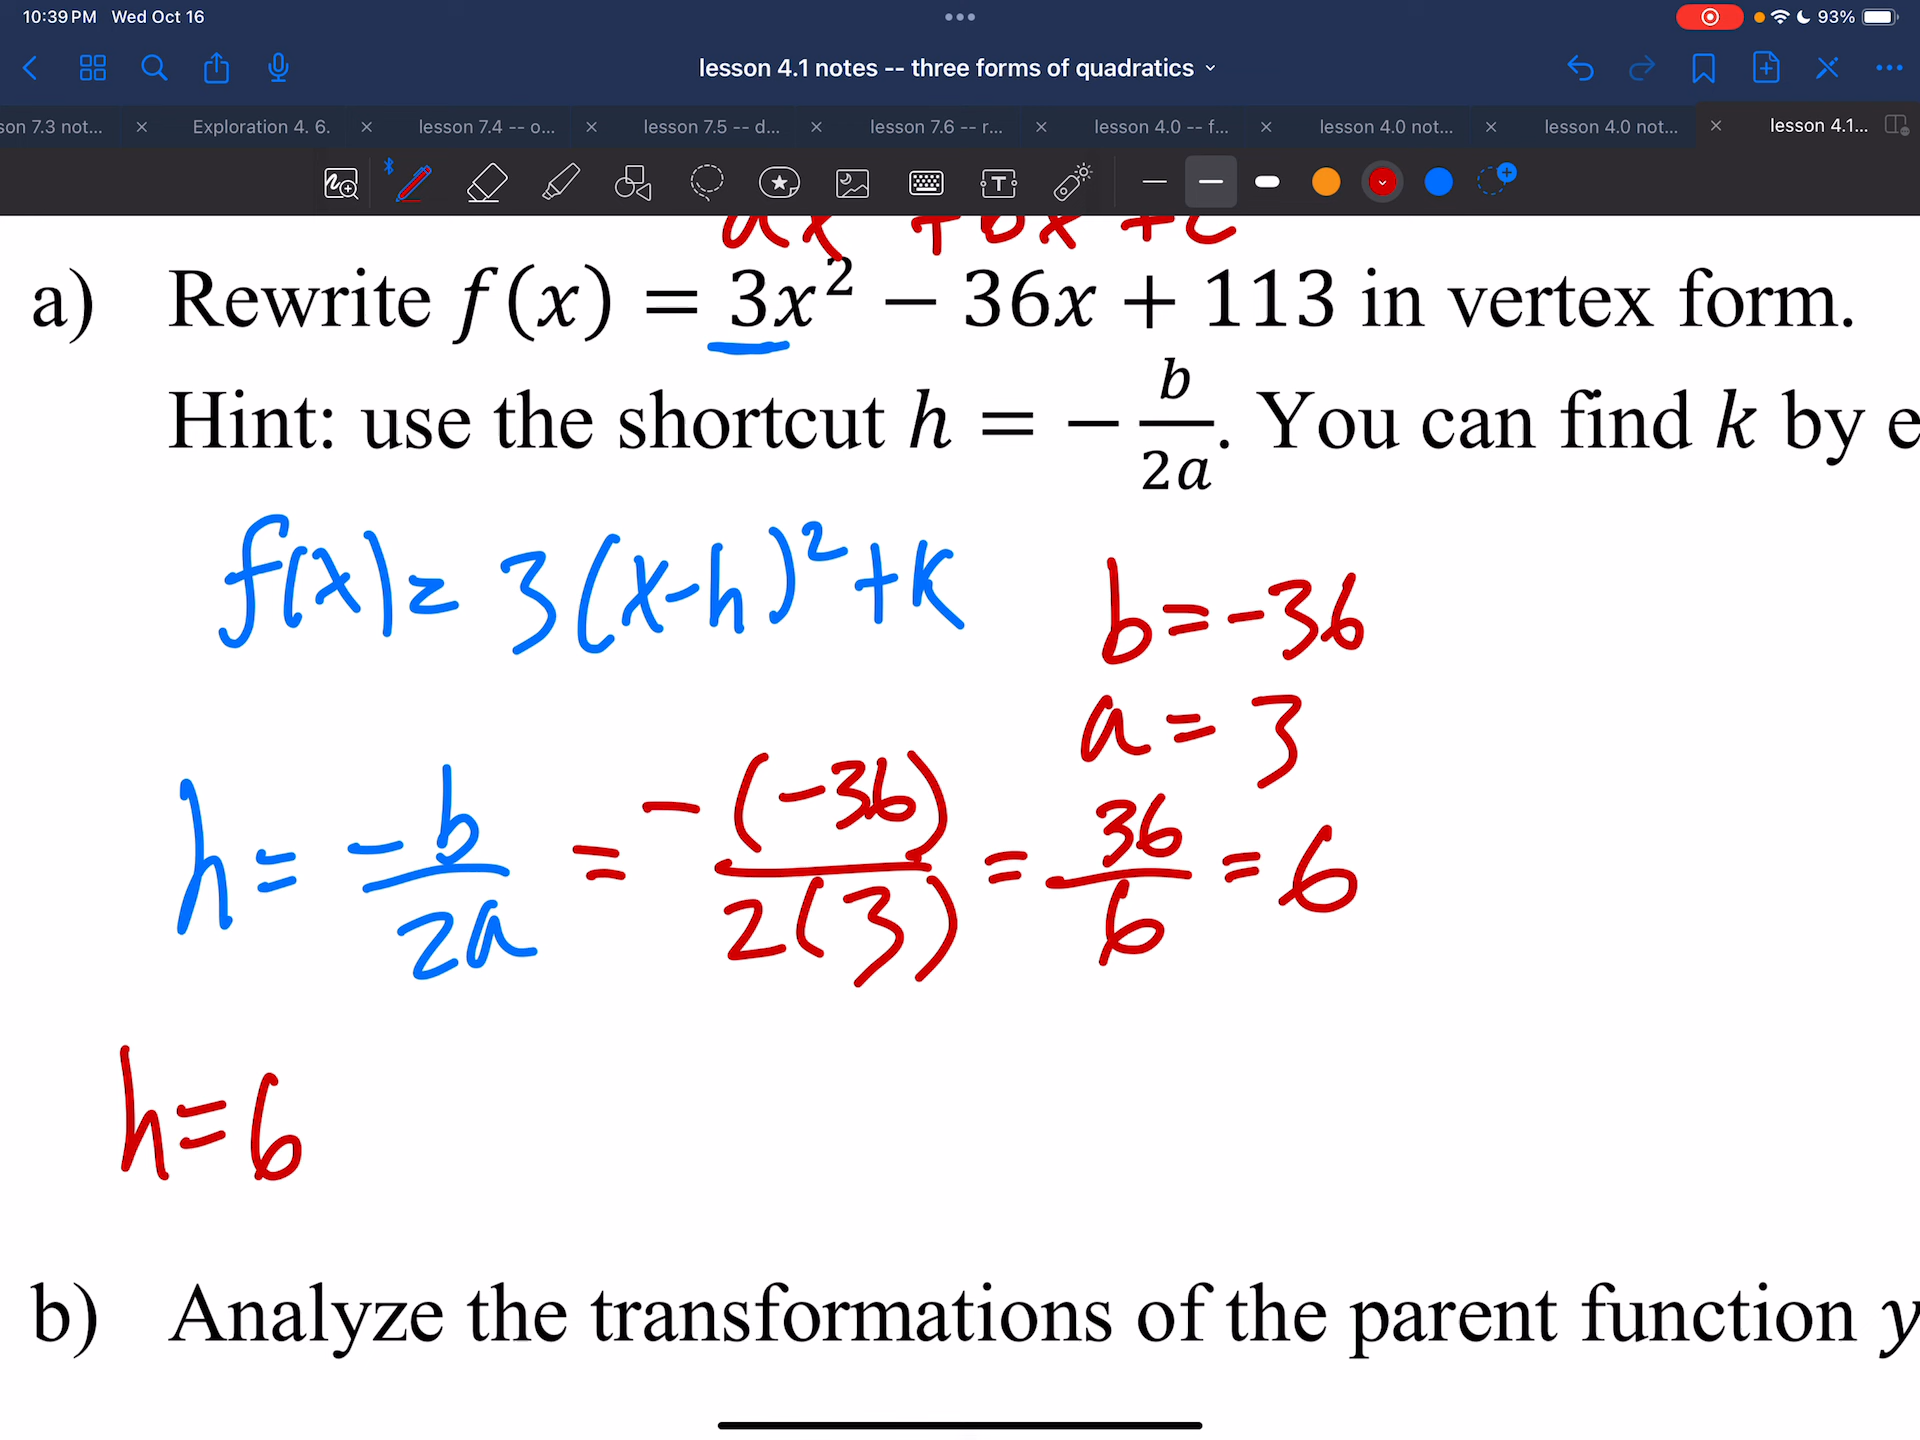 10:39 PM Wed Oct 16
93%
lesson 4.1 notes -- three forms of quadratics
son 7.3 not... Exploration 4. 6. lesson 7.4 -- o... lesson 7.5 -- d... lesson 7.6 -- r... lesson 4.0 -- f... lesson 4.0 not... lesson 4.0 not... lesson 4.1...
ax +bx +c
a) Rewrite f(x) = 3x² − 36x + 113 in vertex form.
Hint: use the shortcut h = − b/2a. You can find k by e
f(x) = 3(x-h)²+k
b=-36
a=3
h= -b/2a = -(-36)/2(3) = 36/6 = 6
h=6
b) Analyze the transformations of the parent function y